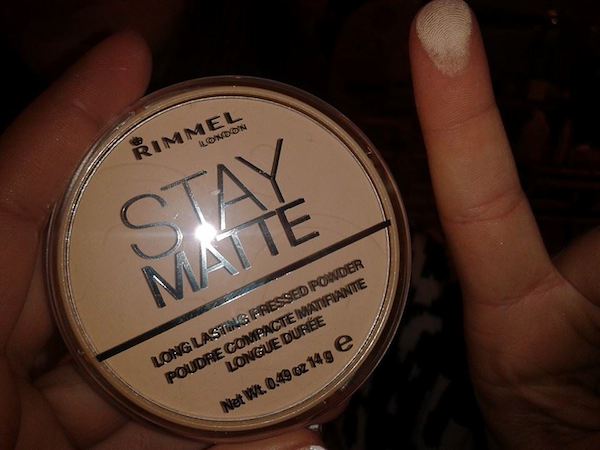 RIMMEL
LONDON
STAY
MATTE
LONG LASTING PRESSED POWDER
POUDRE COMPACTE MATIFIANTE
LONGUE DURÉE
Net Wt. 0.49 oz 14 g e